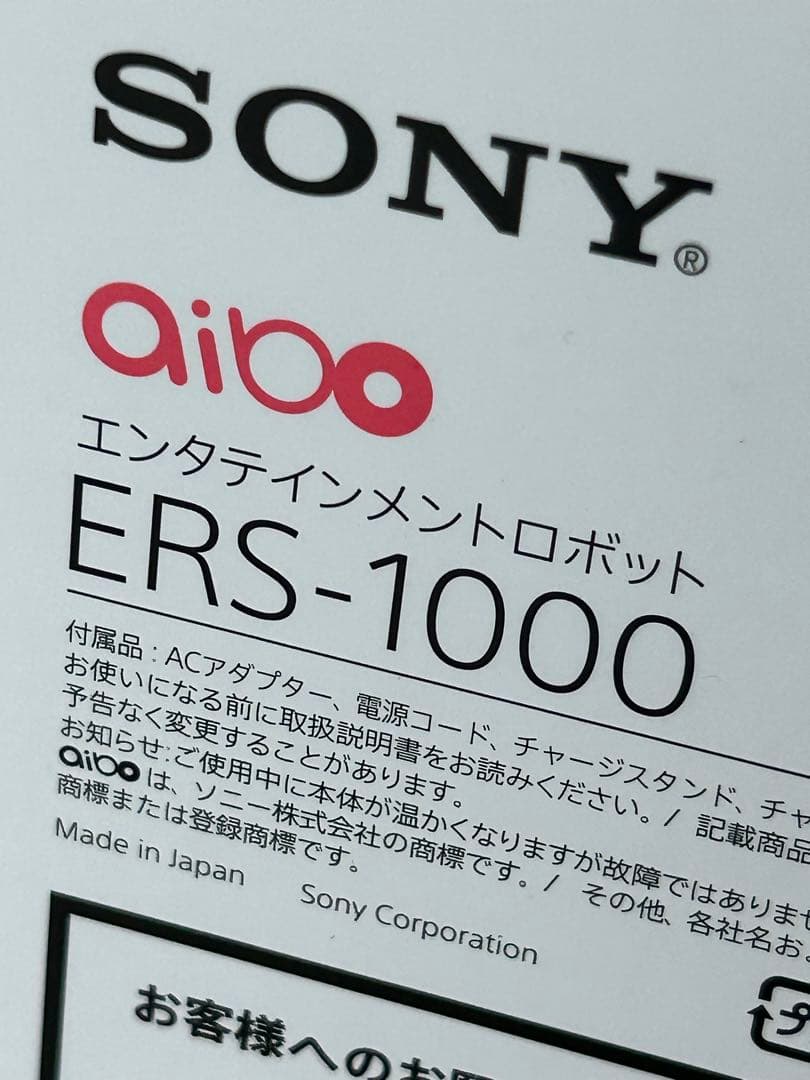 SONY®
aibo
エンタテインメントロボット
ERS-1000
付属品 : ACアダプター、電源コード、チャージスタンド、チャ
お使いになる前に取扱説明書をお読みください。/ 記載商品
予告なく変更することがあります。
お知らせ:ご使用中に本体が温かくなりますが故障ではありませ
aibo は、ソニー株式会社の商標です。/ その他、各社名お
商標または登録商標です。
Made in Japan Sony Corporation
お客様へのお
プ